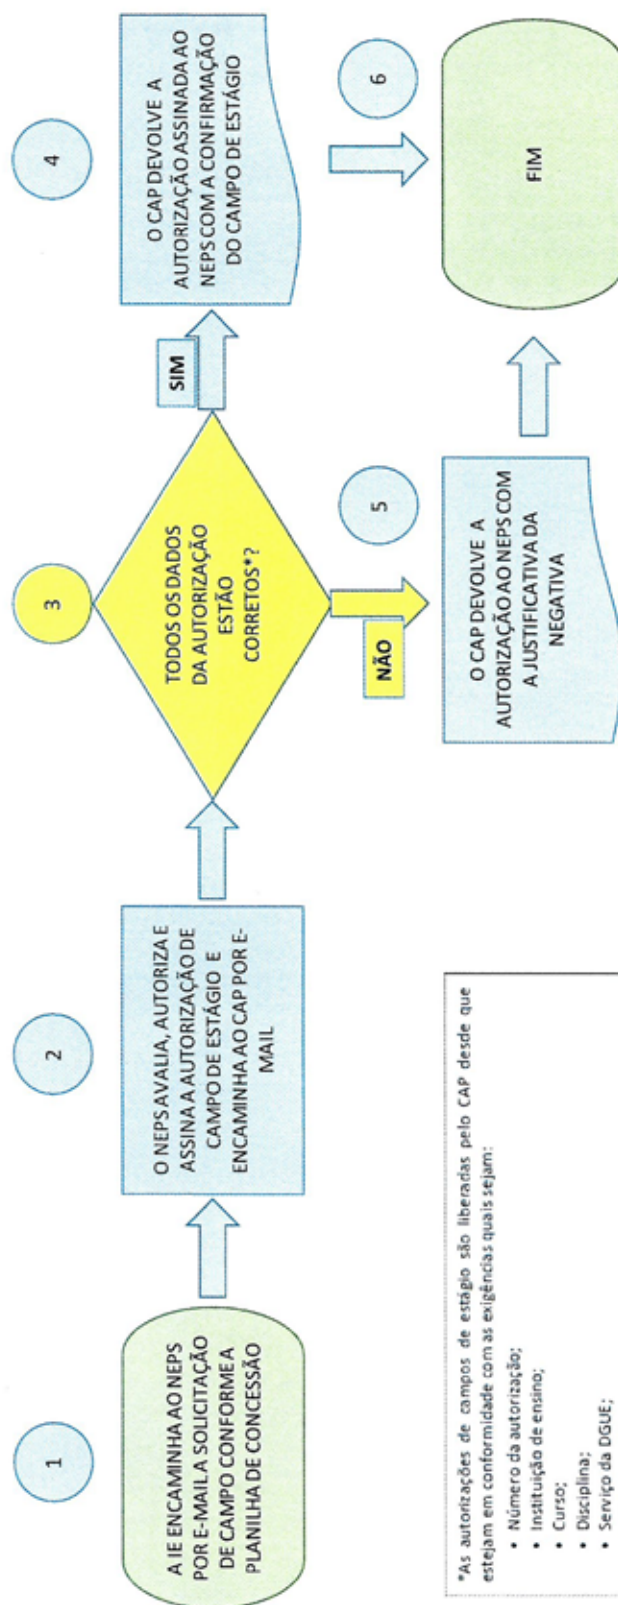 1
A IE ENCAMINHA AO NEPS
POR E-MAIL A SOLICITAÇÃO
DE CAMPO CONFORME A
PLANILHA DE CONCESSÃO
2
O NEPS AVALIA, AUTORIZA E
ASSINA A AUTORIZAÇÃO DE
CAMPO DE ESTÁGIO E
ENCAMINHA AO CAP POR E-
MAIL
3
TODOS OS DADOS
DA AUTORIZAÇÃO
ESTÃO
CORRETOS*?
SIM
4
O CAP DEVOLVE A
AUTORIZAÇÃO ASSINADA AO
NEPS COM A CONFIRMAÇÃO
DO CAMPO DE ESTÁGIO
NÃO
5
O CAP DEVOLVE A
AUTORIZAÇÃO AO NEPS COM
A JUSTIFICATIVA DA
NEGATIVA
6
FIM
*As autorizações de campos de estágio são liberadas pelo CAP desde que
estejam em conformidade com as exigências quais sejam:
• Número da autorização;
• Instituição de ensino;
• Curso;
• Disciplina;
• Serviço da DGUE;